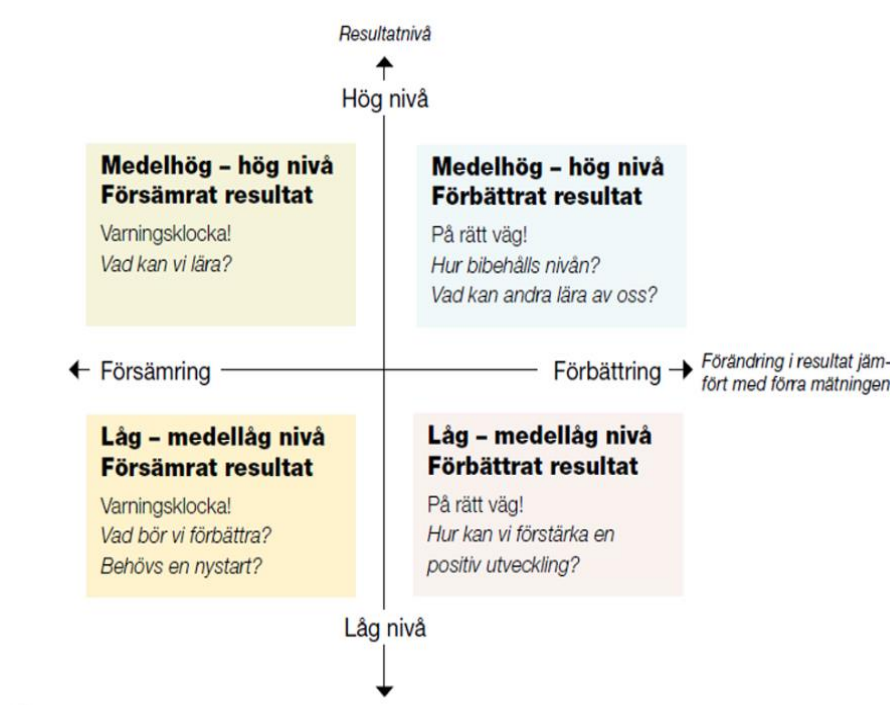 Resultatnivå
Hög nivå
Medelhög – hög nivå
Försämrat resultat
Varningsklocka!
Vad kan vi lära?
Medelhög – hög nivå
Förbättrat resultat
På rätt väg!
Hur bibehålls nivån?
Vad kan andra lära av oss?
Försämring
Förbättring
Förändring i resultat jäm-
fört med förra mätningen
Låg – medellåg nivå
Försämrat resultat
Varningsklocka!
Vad bör vi förbättra?
Behövs en nystart?
Låg – medellåg nivå
Förbättrat resultat
På rätt väg!
Hur kan vi förstärka en
positiv utveckling?
Låg nivå